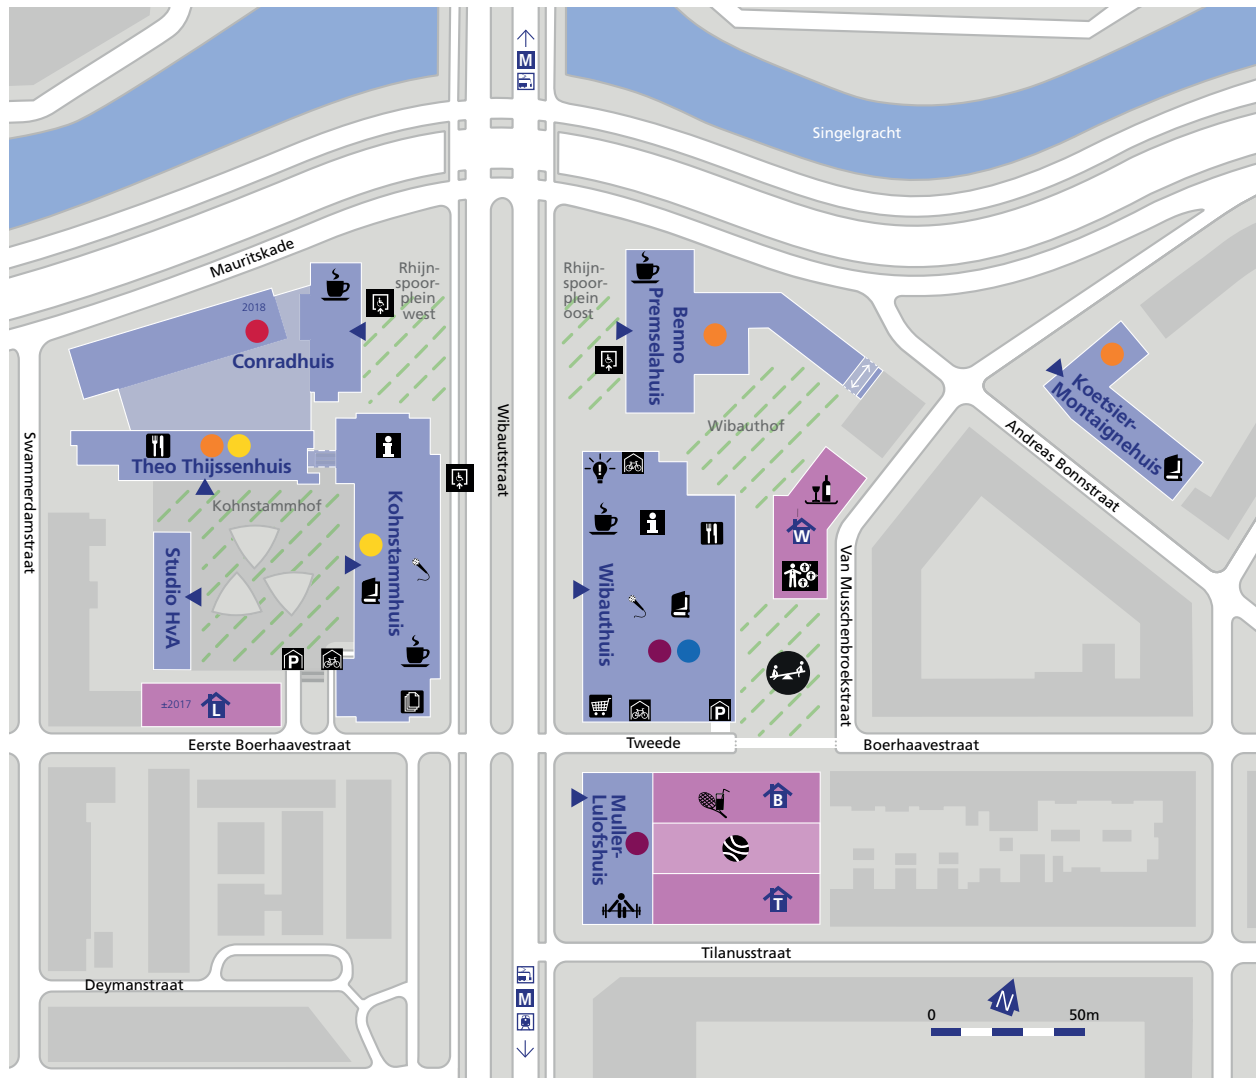 M
Singelgracht
Mauritskade
Rhijn-
spoor-
plein
west
Rhijn-
spoor-
plein
oost
2018
Conradhuis
Benno
Premselahuis
Koetsier-
Montaignehuis
Wibautstraat
Wibauthof
Andreas Bonnstraat
Swammerdamstraat
Theo Thijssenhuis
i
Kohnstammhof
Kohnstammhuis
Studio HvA
i
W
Wibauthuis
Van Musschenbroekstraat
P
±2017
L
P
Eerste Boerhaavestraat
Tweede
Boerhaavestraat
Muller-
Lulofshuis
B
T
Tilanusstraat
Deymanstraat
M
N
0
50m